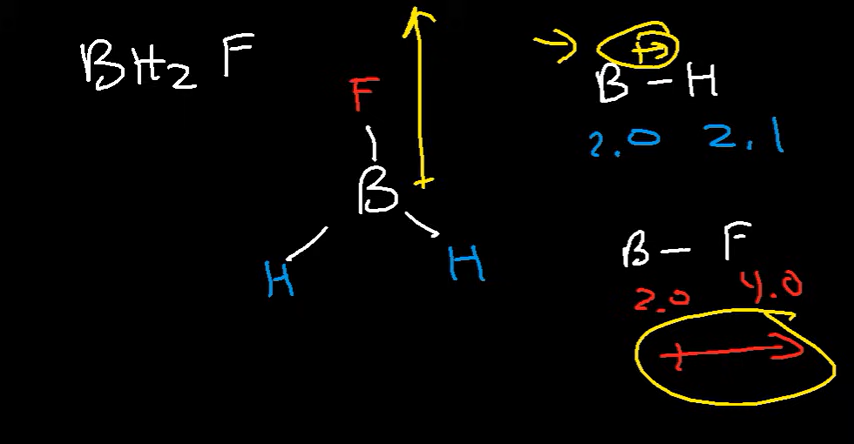 BH2 F
F
B
H H
B - H
2.0 2.1
B - F
2.0 4.0